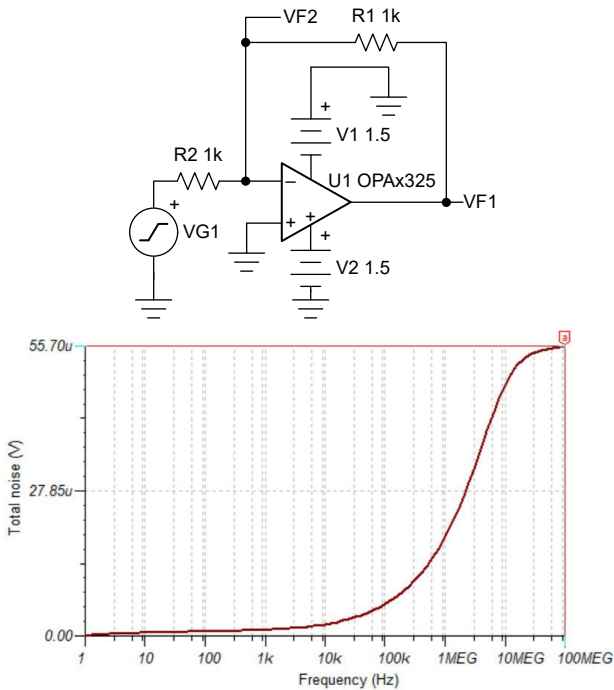 VF2
R1 1k
+
V1 1.5
R2 1k
U1 OPAx325
+
VG1
−
+
+
VF1
+
V2 1.5
a
55.70u
27.85u
0.00
Total noise (V)
1
10
100
1k
10k
100k
1MEG
10MEG
100MEG
Frequency (Hz)